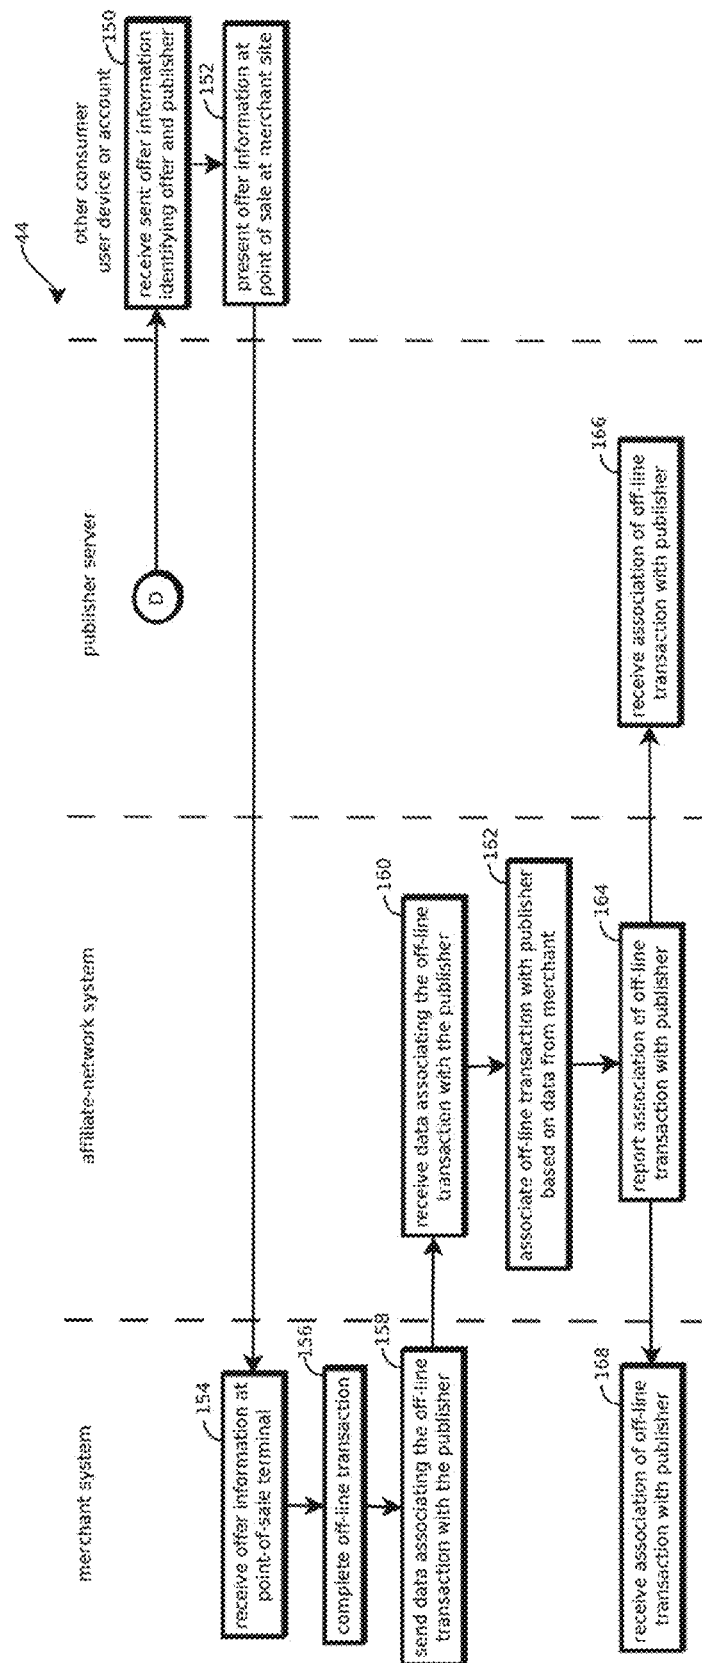 44
merchant system
affiliate-network system
publisher server
other consumer
user device or account
D
150
receive sent offer information
identifying offer and publisher
152
present offer information at
point of sale at merchant site
154
receive offer information at
point-of-sale terminal
156
complete off-line transaction
158
send data associating the off-line
transaction with the publisher
160
receive data associating the off-line
transaction with the publisher
162
associate off-line transaction with publisher
based on data from merchant
164
report association of off-line
transaction with publisher
166
receive association of off-line
transaction with publisher
168
receive association of off-line
transaction with publisher